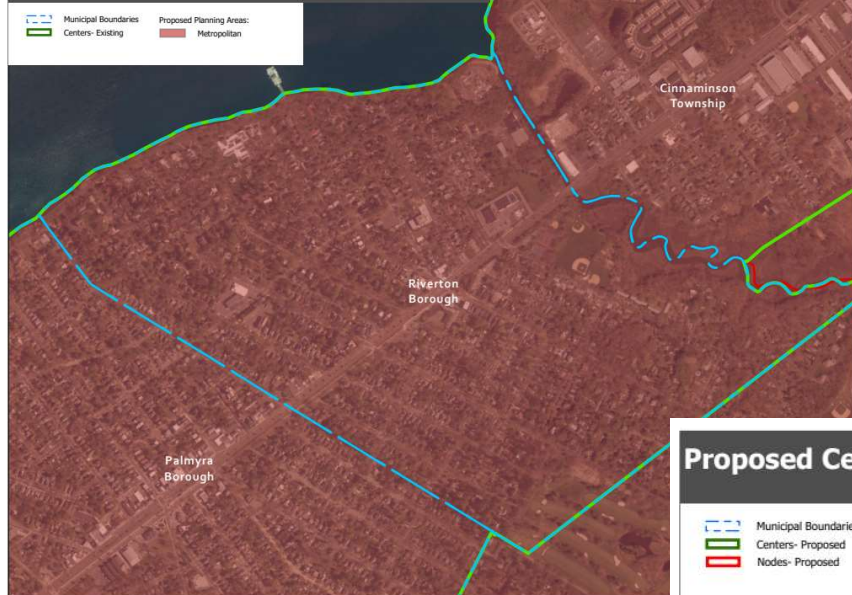 Municipal Boundaries
Centers- Existing
Proposed Planning Areas:
Metropolitan
Cinnaminson
Township
Riverton
Borough
Palmyra
Borough
Proposed Ce
Municipal Boundarie
Centers- Proposed
Nodes- Proposed